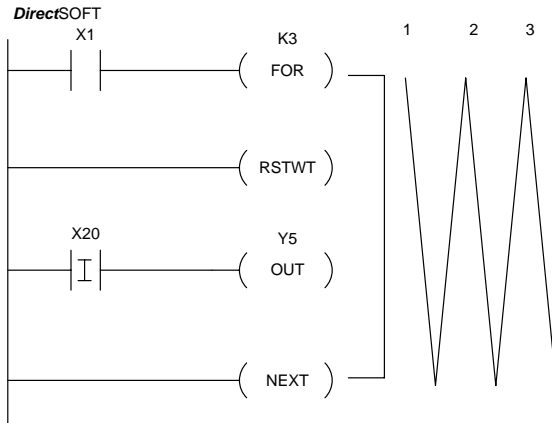 DirectSOFT
X1
K3
FOR
1 2 3
RSTWT
X20
Y5
OUT
NEXT